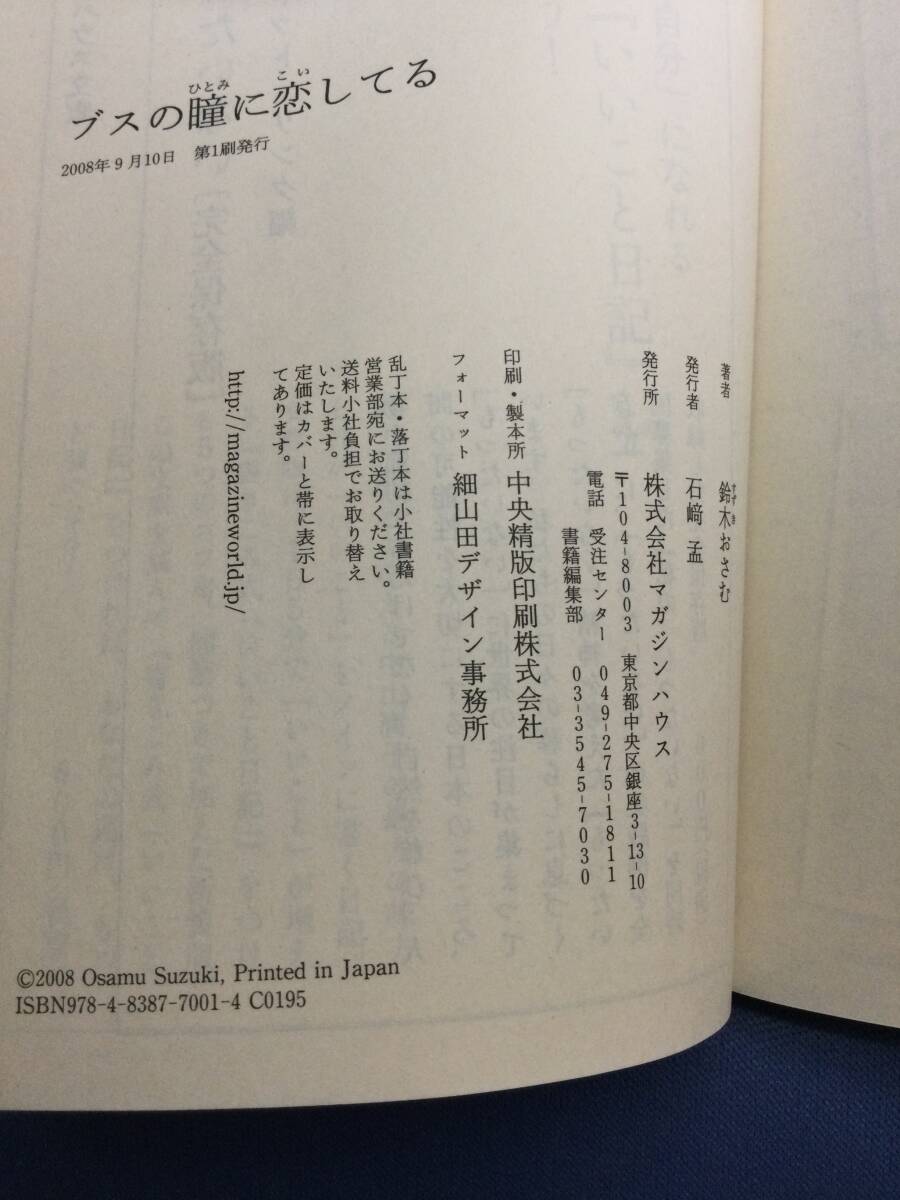 ブスの瞳に恋してる
ひとみ
こい
2008年9月10日　第1刷発行
著者　鈴木おさむ
すずき
発行者　石﨑　孟
発行所　株式会社マガジンハウス
〒104-8003　東京都中央区銀座3-13-10
電話　受注センター　049-275-1811
書籍編集部　03-3545-7030
印刷・製本所　中央精版印刷株式会社
フォーマット　細山田デザイン事務所
乱丁本・落丁本は小社書籍
営業部宛にお送りください。
送料小社負担でお取り替え
いたします。
定価はカバーと帯に表示し
てあります。
http://magazineworld.jp/
©2008 Osamu Suzuki, Printed in Japan
ISBN978-4-8387-7001-4 C0195